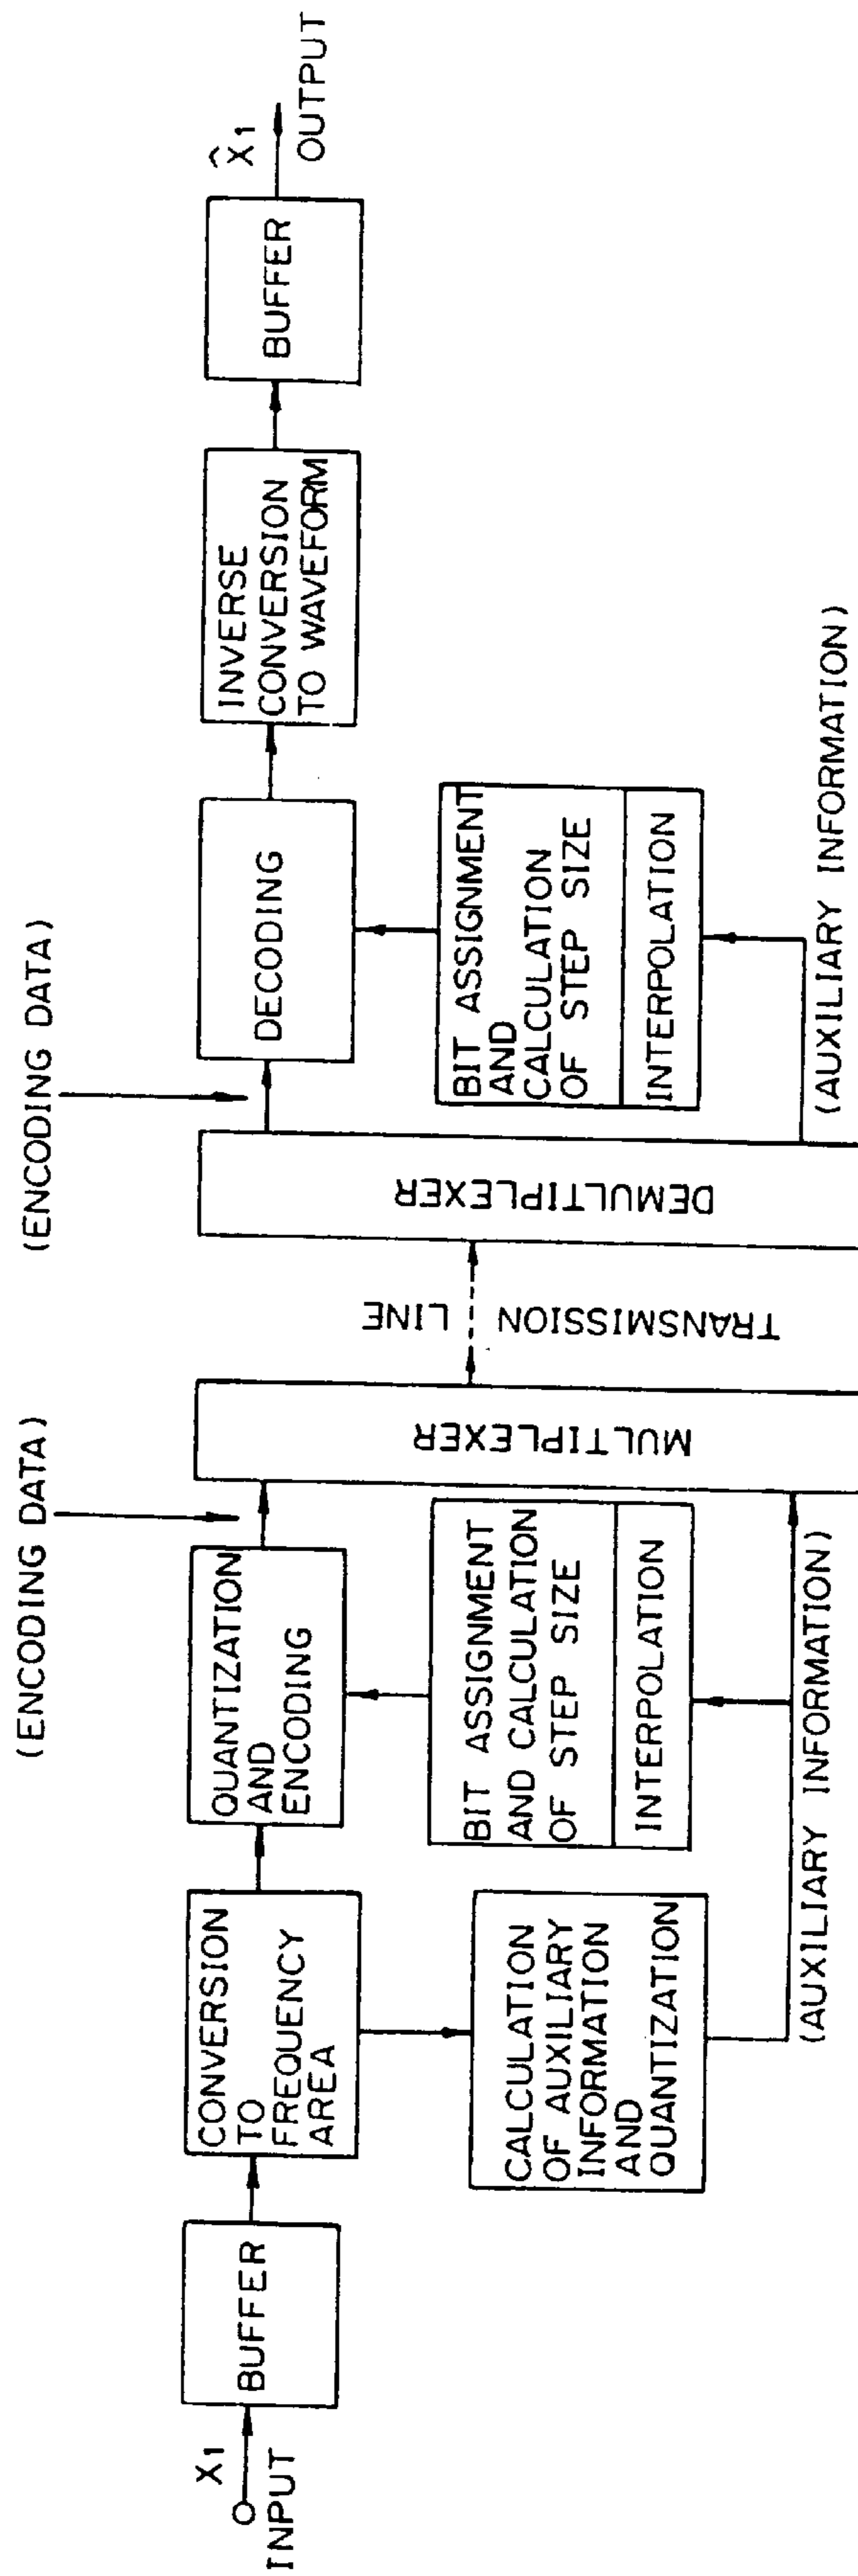 X1
INPUT
BUFFER
CONVERSION
TO
FREQUENCY
AREA
CALCULATION
OF AUXILIARY
INFORMATION
AND
QUANTIZATION
(ENCODING DATA)
QUANTIZATION
AND
ENCODING
BIT ASSIGNMENT
AND CALCULATION
OF STEP SIZE
INTERPOLATION
(AUXILIARY INFORMATION)
MULTIPLEXER
TRANSMISSION
LINE
DEMULTIPLEXER
(ENCODING DATA)
DECODING
BIT ASSIGNMENT
AND
CALCULATION
OF STEP SIZE
INTERPOLATION
(AUXILIARY INFORMATION)
INVERSE
CONVERSION
TO WAVEFORM
BUFFER
X̂1
OUTPUT